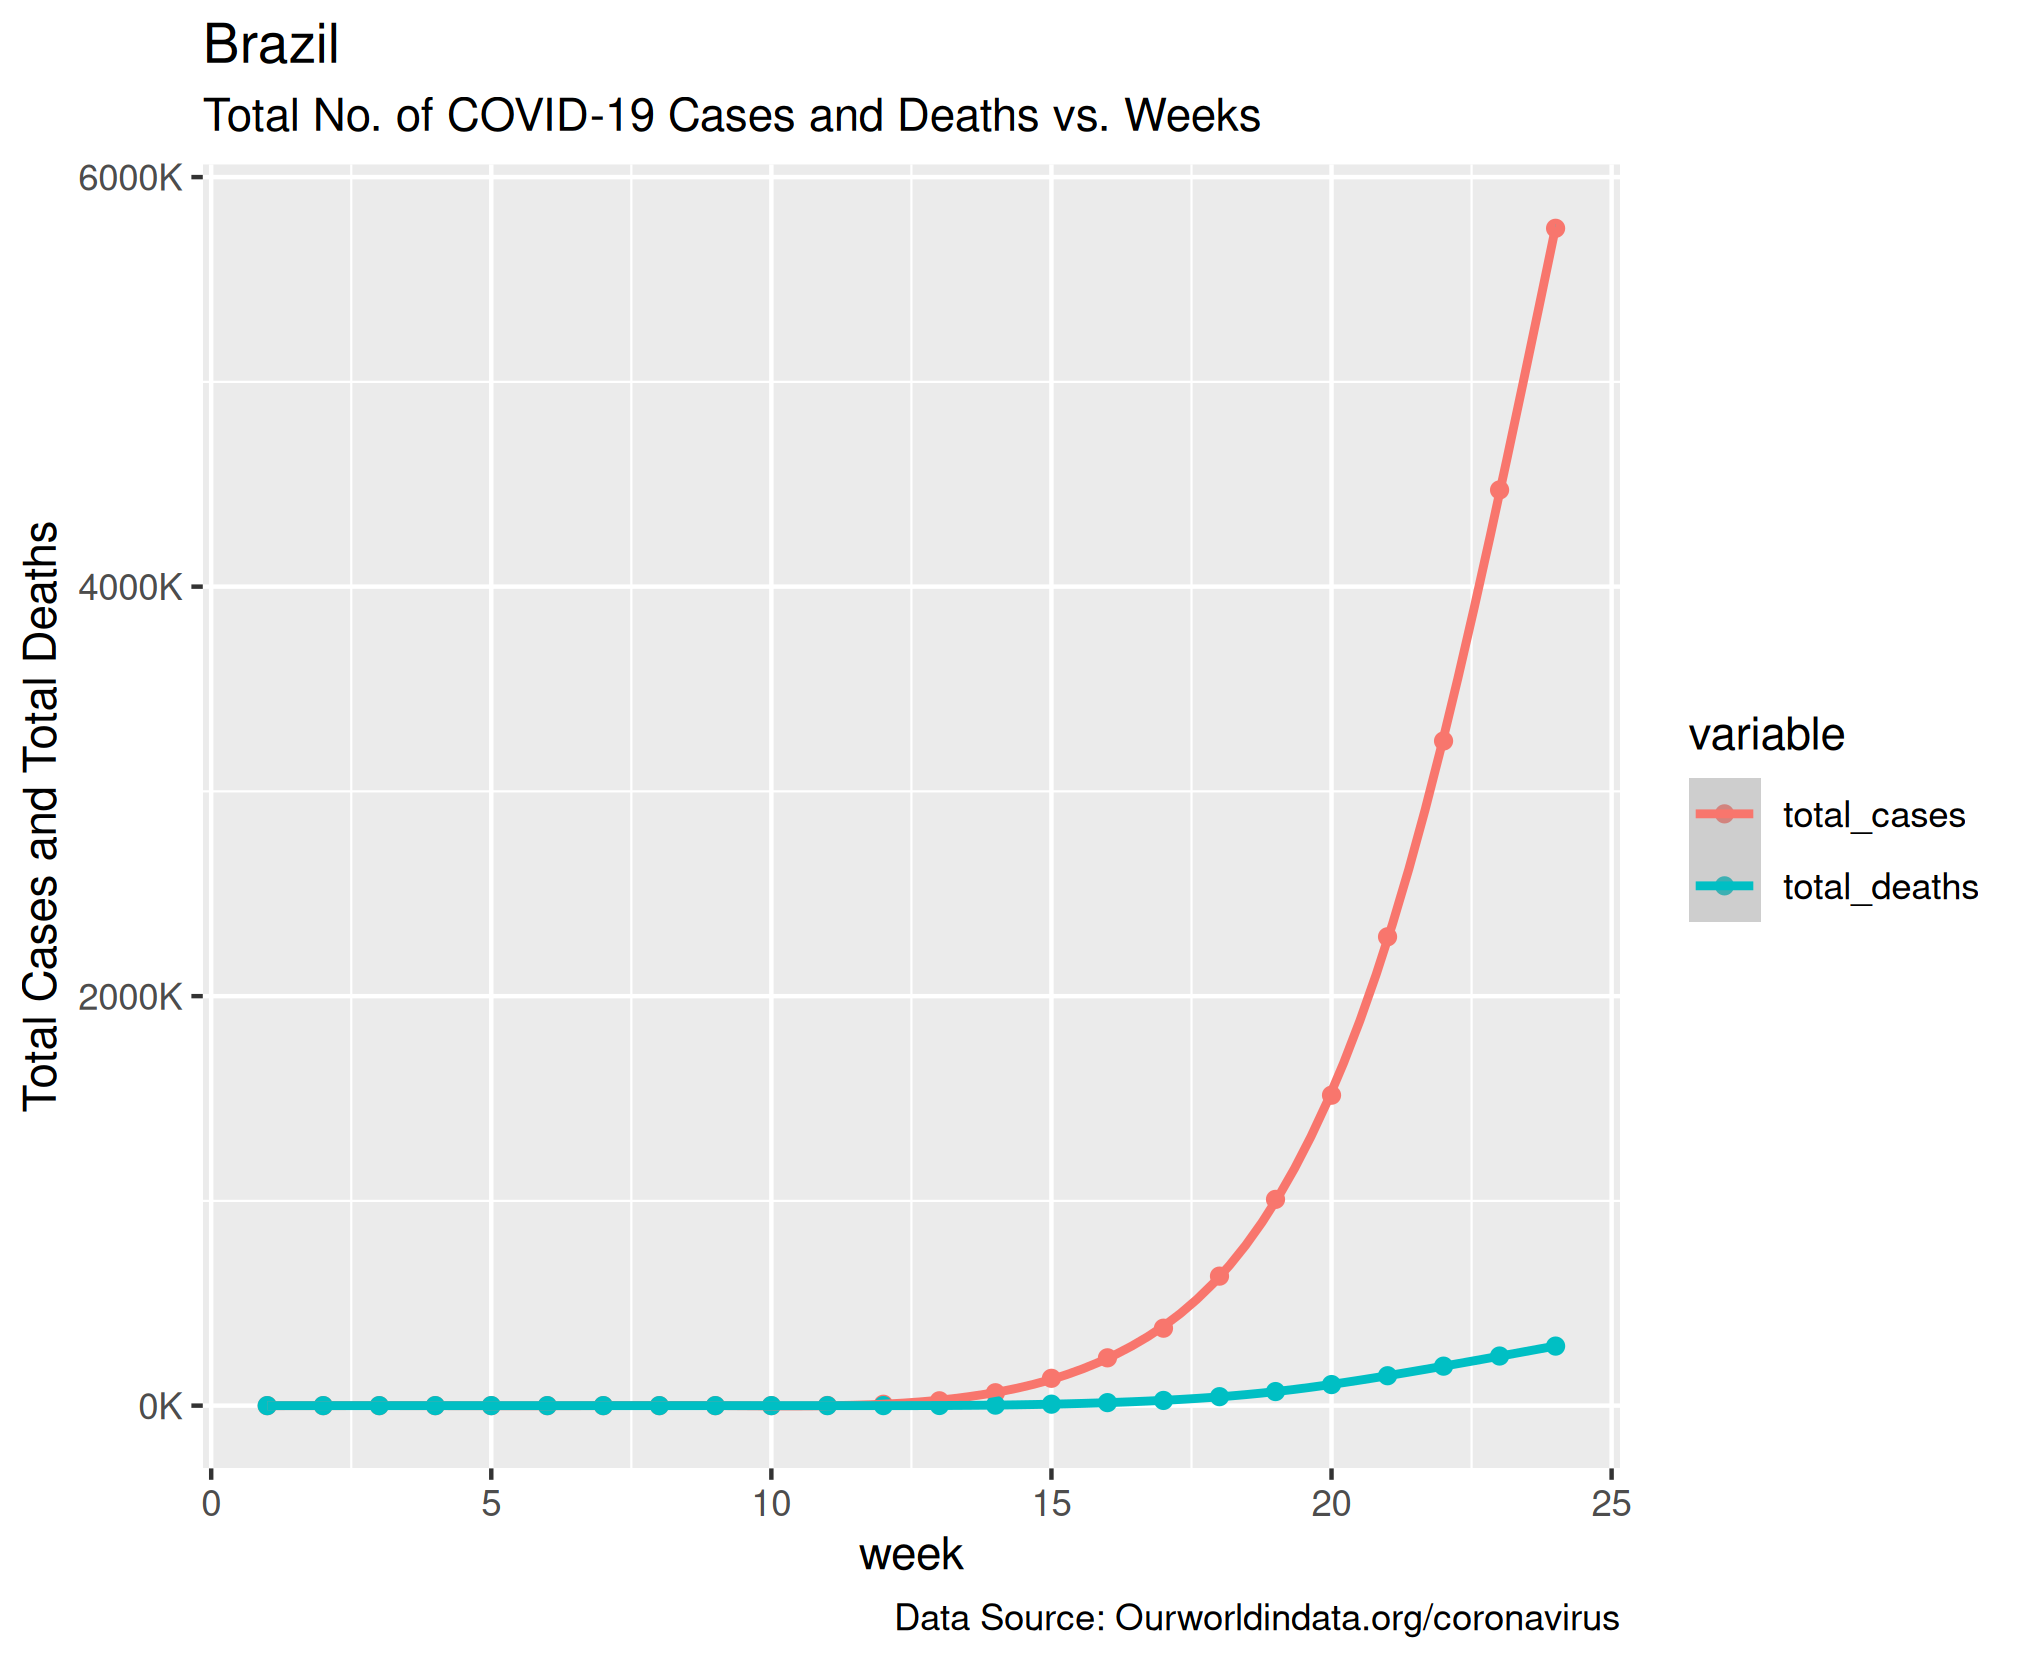 Brazil
Total No. of COVID-19 Cases and Deaths vs. Weeks
Total Cases and Total Deaths
6000K
4000K
2000K
0K
0 5 10 15 20 25
week
variable
total_cases
total_deaths
Data Source: Ourworldindata.org/coronavirus